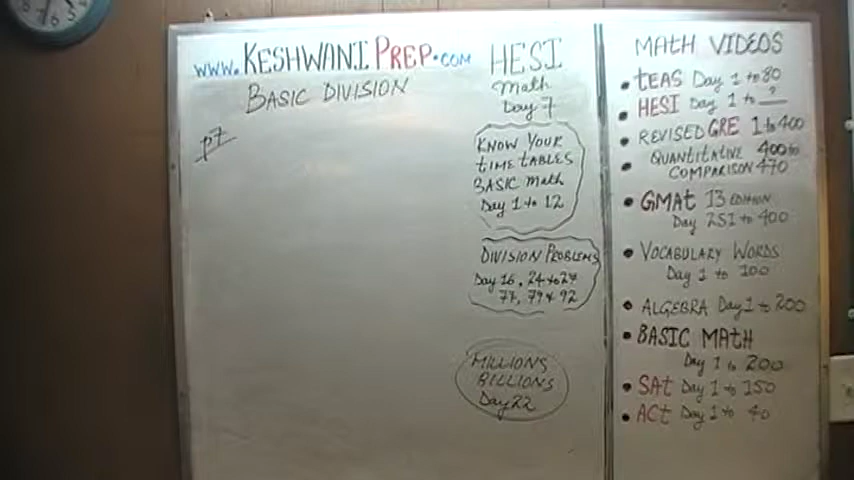 www.KESHWANIPREP.COM
BASIC DIVISION
p7
HESI
Math
Day 7
KNOW YOUR
TIME TABLES
BASIC Math
Day 1 to 12
DIVISION PROBLEMS
Day 16, 24 to 29
77, 79 & 92
MILLIONS
BILLIONS
Day 22
MATH VIDEOS
• tEAS Day 1 to 80
• HESI Day 1 to ?
• REVISED GRE 1 to 400
• QUANTITATIVE 400 to
COMPARISON 470
• GMAt 13 EDITION
Day 251 to 400
• VOCABULARY WORDS
Day 1 to 100
• ALGEBRA Day 1 to 200
• BASIC MAtH
Day 1 to 200
• SAt Day 1 to 150
• ACt Day 1 to 40